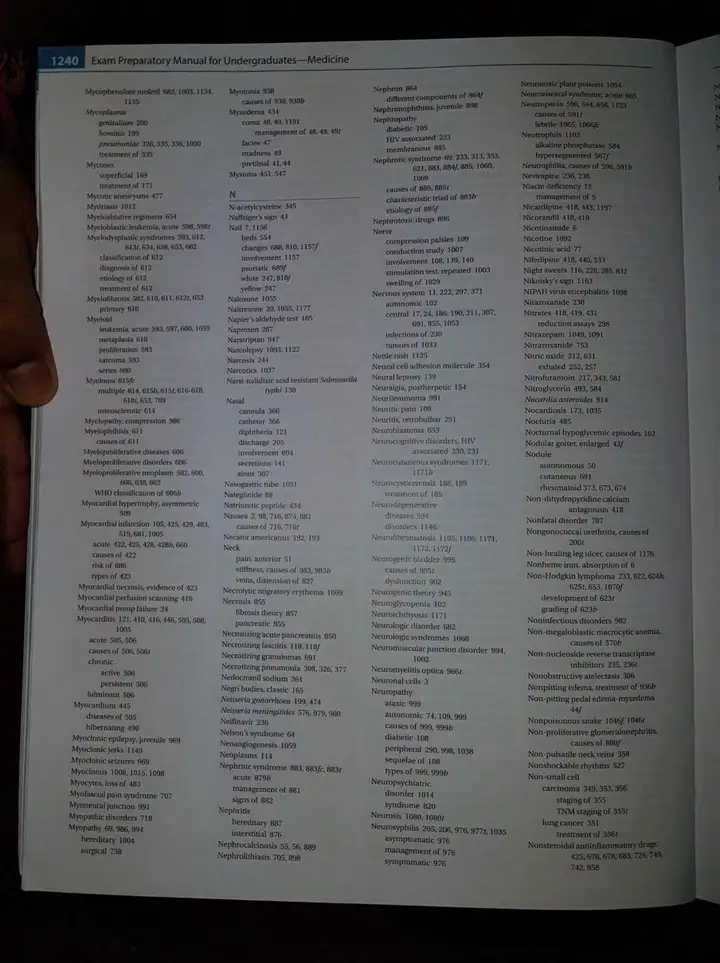 1240 Exam Preparatory Manual for Undergraduates—Medicine
Mycophenolate mofetil 882, 1003, 1134,
1135
Mycoplasma
genitalium 200
hominis 199
pneumoniae 326, 335, 336, 1000
treatment of 335
Mycoses
superficial 169
treatment of 171
Mycotic aneurysms 477
Mydriasis 1012
Myeloablative regimens 654
Myeloblastic leukemia, acute 598, 598t
Myelodysplastic syndromes 593, 612,
613t, 634, 638, 653, 662
classification of 612
diagnosis of 612
etiology of 612
treatment of 612
Myelofibrosis 582, 610, 611, 612t, 653
primary 610
Myeloid
leukemia, acute 593, 597, 600, 1059
metaplasia 610
proliferation 593
sarcoma 593
series 600
Myeloma 615fc
multiple 614, 615b, 615t, 616-618,
618t, 653, 709
osteosclerotic 614
Myelopathy, compression 986
Myelophthisis 611
causes of 611
Myeloproliferative diseases 606
Myeloproliferative disorders 606
Myeloproliferative neoplasm 582, 600,
606, 638, 662
WHO classification of 606b
Myocardial hypertrophy, asymmetric
509
Myocardial infarction 105, 425, 429, 483,
519, 681, 1005
acute 422, 425, 428, 428b, 660
causes of 422
risk of 886
types of 423
Myocardial necrosis, evidence of 423
Myocardial perfusion scanning 416
Myocardial pump failure 24
Myocarditis 121, 410, 416, 446, 505, 508,
1005
acute 505, 506
causes of 506, 506t
chronic
active 506
persistent 506
fulminant 506
Myocardium 445
diseases of 505
hibernating 496
Myoclonic epilepsy, juvenile 969
Myoclonic jerks 1146
Myoclonic seizures 969
Myoclonus 1008, 1015, 1098
Myocytes, loss of 483
Myofascial pain syndrome 707
Myoneural junction 991
Myopathic disorders 718
Myopathy 69, 986, 994
hereditary 1004
surgical 738
Myotonia 938
causes of 938, 938b
Myxedema 434
coma 48, 49, 1191
management of 48, 49, 49t
facies 47
madness 49
pretibial 41, 44
Myxoma 451, 547
N
N-acetylcysteine 345
Naffziger's sign 43
Nail 7, 1156
beds 554
changes 688, 810, 1157f
involvement 1157
psoriatic 689f
white 247, 810f
yellow 247
Naloxone 1055
Naltrexone 20, 1055, 1177
Napier's aldehyde test 185
Naproxen 267
Naratriptan 947
Narcolepsy 1093, 1122
Narcosis 244
Narcotics 1037
Narst-nalidixic acid resistant Salmonella
typhi 130
Nasal
cannula 366
catheter 366
diphtheria 121
discharge 205
involvement 694
secretions 141
sinus 307
Nasogastric tube 1051
Nateglinide 88
Natriuretic peptide 434
Nausea 2, 98, 716, 874, 881
causes of 716, 716t
Necator americanus 192, 193
Neck
pain, anterior 51
stiffness, causes of 983, 983b
veins, distension of 827
Necrolytic migratory erythema 1069
Necrosis 855
fibrosis theory 857
pancreatic 855
Necrotizing acute pancreatitis 850
Necrotizing fasciitis 118, 118f
Necrotizing granulomas 691
Necrotizing pneumonia 308, 326, 377
Nedocromil sodium 261
Negri bodies, classic 165
Neisseria gonorrhoea 199, 474
Neisseria meningitides 576, 979, 980
Nelfinavir 236
Nelson's syndrome 64
Neoangiogenesis 1059
Neoplasms 114
Nephritic syndrome 883, 883fc, 883t
acute 879b
management of 881
signs of 882
Nephritis
hereditary 887
interstitial 876
Nephrocalcinosis 55, 56, 889
Nephrolithiasis 705, 898
Nephron 864
different components of 864f
Nephronophthisis, juvenile 898
Nephropathy
diabetic 105
HIV associated 233
membranous 885
Nephrotic syndrome 69, 233, 313, 353,
621, 883, 884f, 885, 1060,
1069
causes of 885, 885t
characteristic triad of 883b
etiology of 885f
Nephrotoxic drugs 896
Nerve
compression palsies 109
conduction study 1007
involvement 108, 139, 140
stimulation test, repeated 1003
swelling of 1029
Nervous system 11, 222, 297, 371
autonomic 102
central 17, 24, 186, 190, 211, 307,
691, 855, 1053
infections of 230
tumors of 1033
Nettle rash 1125
Neural cell adhesion molecule 354
Neural leprosy 139
Neuralgia, postherpetic 154
Neurilemmoma 991
Neuritic pain 109
Neuritis, retrobulbar 291
Neuroblastoma 653
Neurocognitive disorders, HIV
associated 230, 231
Neurocutaneous syndromes 1171,
1171b
Neurocysticercosis 188, 189
treatment of 189
Neurodegenerative
diseases 594
disorders 1146
Neurofibromatosis 1105, 1106, 1171,
1172, 1172f
Neurogenic bladder 995
causes of 995t
dysfunction 902
Neurogenic theory 945
Neuroglycopenia 102
Neuroichthyosis 1171
Neurologic disorder 682
Neurologic syndromes 1068
Neuromuscular junction disorder 994,
1002
Neuromyelitis optica 966t
Neuronal cells 3
Neuropathy
ataxic 999
autonomic 74, 109, 999
causes of 999, 999b
diabetic 108
peripheral 290, 998, 1038
sequelae of 108
types of 999, 999b
Neuropsychiatric
disorder 1014
syndrome 820
Neurosis 1080, 1080t
Neurosyphilis 205, 206, 976, 977t, 1035
asymptomatic 976
management of 976
symptomatic 976
Neurotoxic plant poisons 1054
Neurovisceral syndrome, acute 665
Neutropenia 590, 594, 656, 1123
causes of 591t
febrile 1065, 1066fc
Neutrophils 1103
alkaline phosphatase 584
hypersegmented 567f
Neutrophilia, causes of 590, 591b
Nevirapine 236, 238
Niacin deficiency 12
management of 5
Nicardipine 418, 443, 1197
Nicorandil 418, 419
Nicotinamide 6
Nicotine 1092
Nicotinic acid 77
Nifedipine 418, 440, 533
Night sweats 116, 228, 285, 832
Nikolsky's sign 1163
NIPAH virus encephalitis 1098
Nitazoxanide 230
Nitrates 418, 419, 431
reduction assays 296
Nitrazepam 1049, 1091
Nitroimidazole 753
Nitric oxide 212, 631
exhaled 252, 257
Nitrofurantoin 217, 343, 581
Nitroglycerin 493, 584
Nocardia asteroides 914
Nocardiosis 173, 1035
Nocturia 485
Nocturnal hypoglycemic episodes 102
Nodular goiter, enlarged 43f
Nodule
autonomous 50
cutaneous 691
rheumatoid 373, 673, 674
Non-dihydropyridine calcium
antagonists 418
Nonfatal disorder 787
Nongonococcal urethritis, causes of
200t
Non-healing leg ulcer, causes of 1176
Nonheme iron, absorption of 6
Non-Hodgkin lymphoma 233, 622, 624b,
625t, 653, 1070f
development of 623t
grading of 623b
Noninfectious disorders 982
Non-megaloblastic macrocytic anemia,
causes of 570b
Non-nucleoside reverse transcriptase
inhibitors 235, 236t
Nonobstructive atelectasis 306
Nonpitting edema, treatment of 936b
Non-pitting pedal edema-myxedema
44f
Nonpoisonous snake 1046f, 1046t
Non-proliferative glomerulonephritis,
causes of 880f
Non-pulsatile neck veins 358
Nonshockable rhythms 527
Non-small cell
carcinoma 349, 353, 356
staging of 355
TNM staging of 355t
lung cancer 351
treatment of 356t
Nonsteroidal antiinflammatory drugs
425, 676, 678, 683, 725, 740,
742, 858